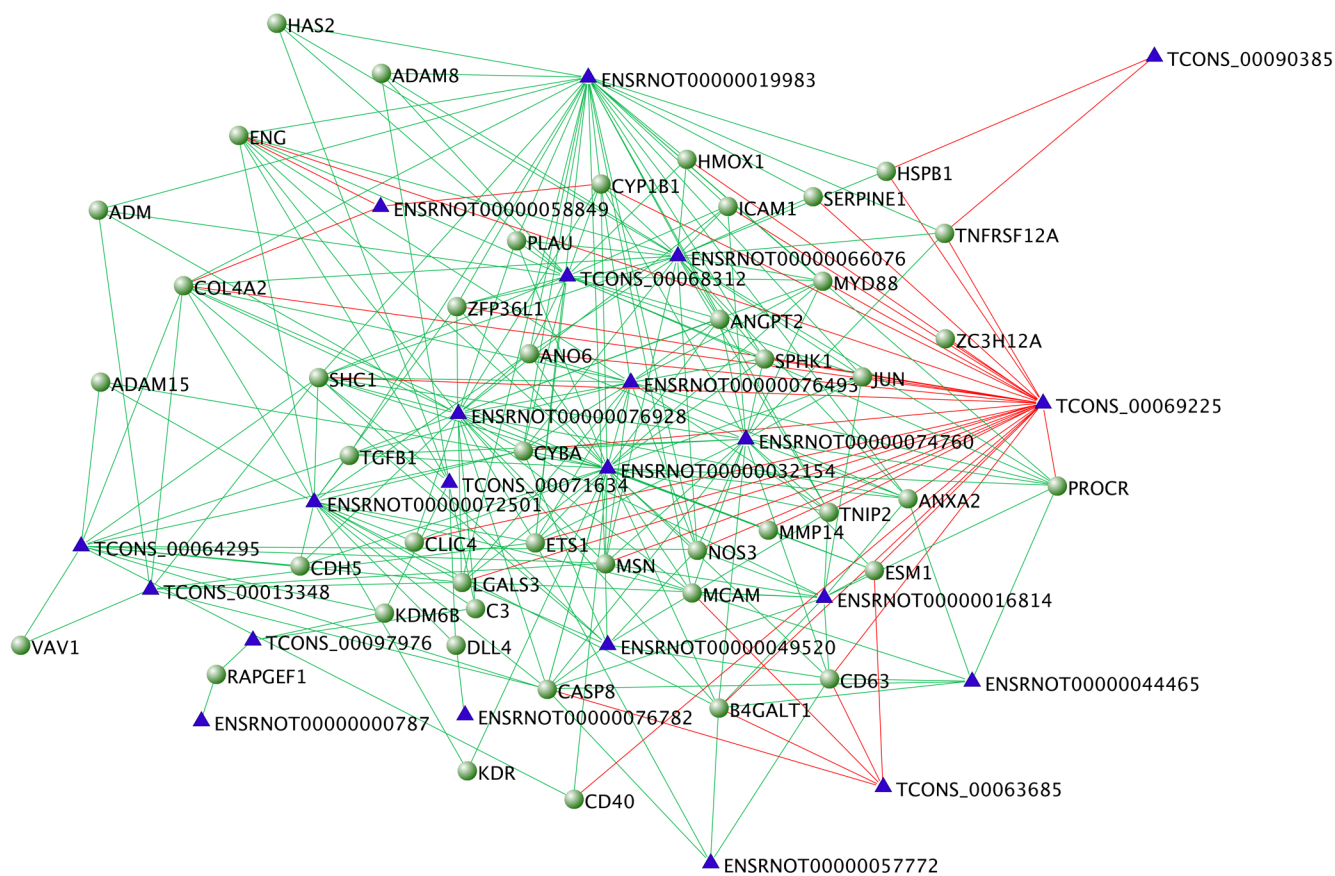 HAS2
TCONS_00090385
ADAM8
ENSRNOT00000019983
ENG
HMOX1
HSPB1
CYP1B1
SERPINE1
ENSRNOT00000058849
ICAM1
ADM
TNFRSF12A
PLAU
ENSRNOT00000066076
TCONS_00068312
MYD88
COL4A2
ZFP36L1
ANGPT2
ZC3H12A
ANO6
SPHK1
SHC1
JUN
ADAM15
ENSRNOT00000076493
TCONS_00069225
ENSRNOT00000076928
ENSRNOT00000074760
CYBA
TGFB1
ENSRNOT00000032154
TCONS_00071634
PROCR
ANXA2
ENSRNOT00000072501
TNIP2
MMP14
CLIC4
ETS1
TCONS_00064295
NOS3
MSN
CDH5
ESM1
LGALS3
TCONS_00013348
MCAM
ENSRNOT00000016814
C3
KDM6B
TCONS_00097976
VAV1
DLL4
ENSRNOT00000049520
RAPGEF1
CD63
ENSRNOT00000044465
CASP8
B4GALT1
ENSRNOT00000076782
ENSRNOT00000000787
KDR
TCONS_00063685
CD40
ENSRNOT00000057772